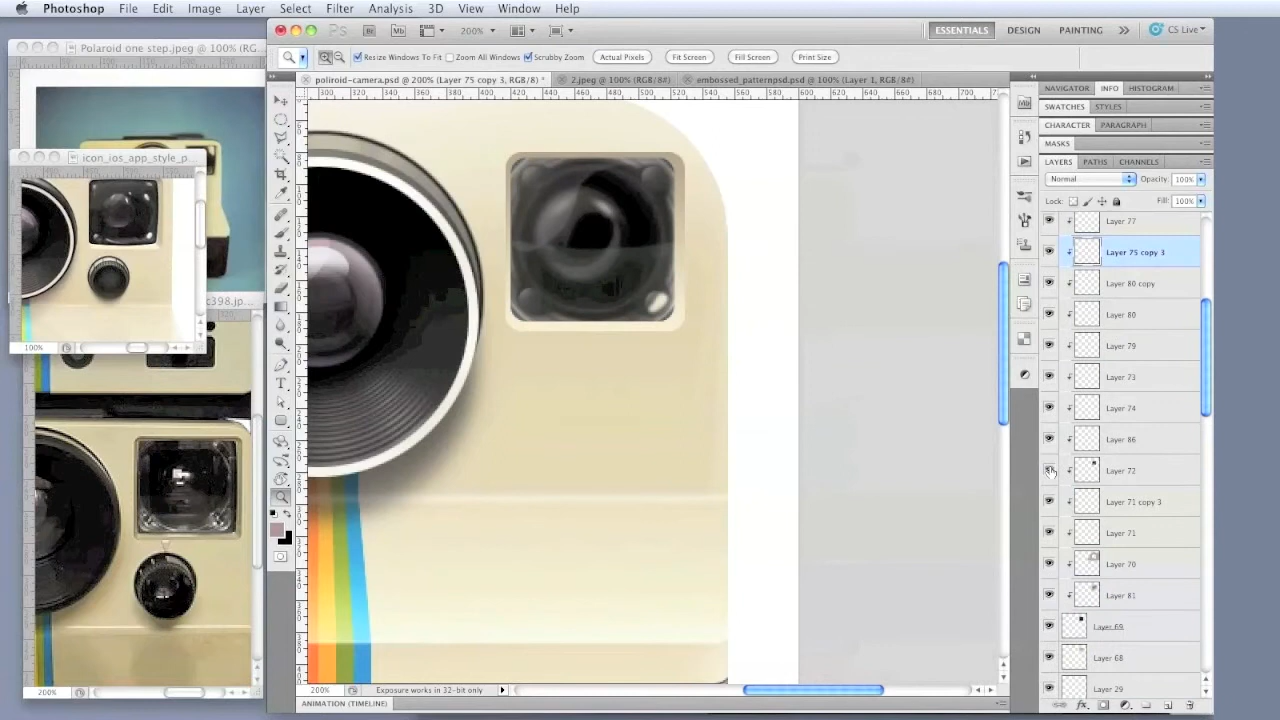 Photoshop File Edit Image Layer Select Filter Analysis 3D View Window Help
Polaroid one step.jpeg @ 100% (RG
Ps Br Mb 200% ESSENTIALS DESIGN PAINTING CS Live
Resize Windows To Fit Zoom All Windows Scrubby Zoom Actual Pixels Fit Screen Fill Screen Print Size
poliroid-camera.psd @ 200% (Layer 75 copy 3, RGB/8) * 2.jpeg @ 100% (RGB/8#) embossed_patternpsd.psd @ 100% (Layer 1, RGB/8#)
NAVIGATOR INFO HISTOGRAM
300 320 340 360 380 400 420 440 460 480 500 520 540 560 580 600 620 640 660 680 700
SWATCHES STYLES
CHARACTER PARAGRAPH
MASKS
icon_ios_app_style_p...
LAYERS PATHS CHANNELS
Normal Opacity: 100%
Lock: Fill: 100%
Layer 77
Layer 75 copy 3
Layer 80 copy
c398.jp...
Layer 80
100%
Layer 79
Layer 73
Layer 74
Layer 86
Layer 72
Layer 71 copy 3
Layer 71
Layer 70
Layer 81
Layer 69
Layer 68
Layer 29
200%
200% Exposure works in 32-bit only
ANIMATION (TIMELINE)